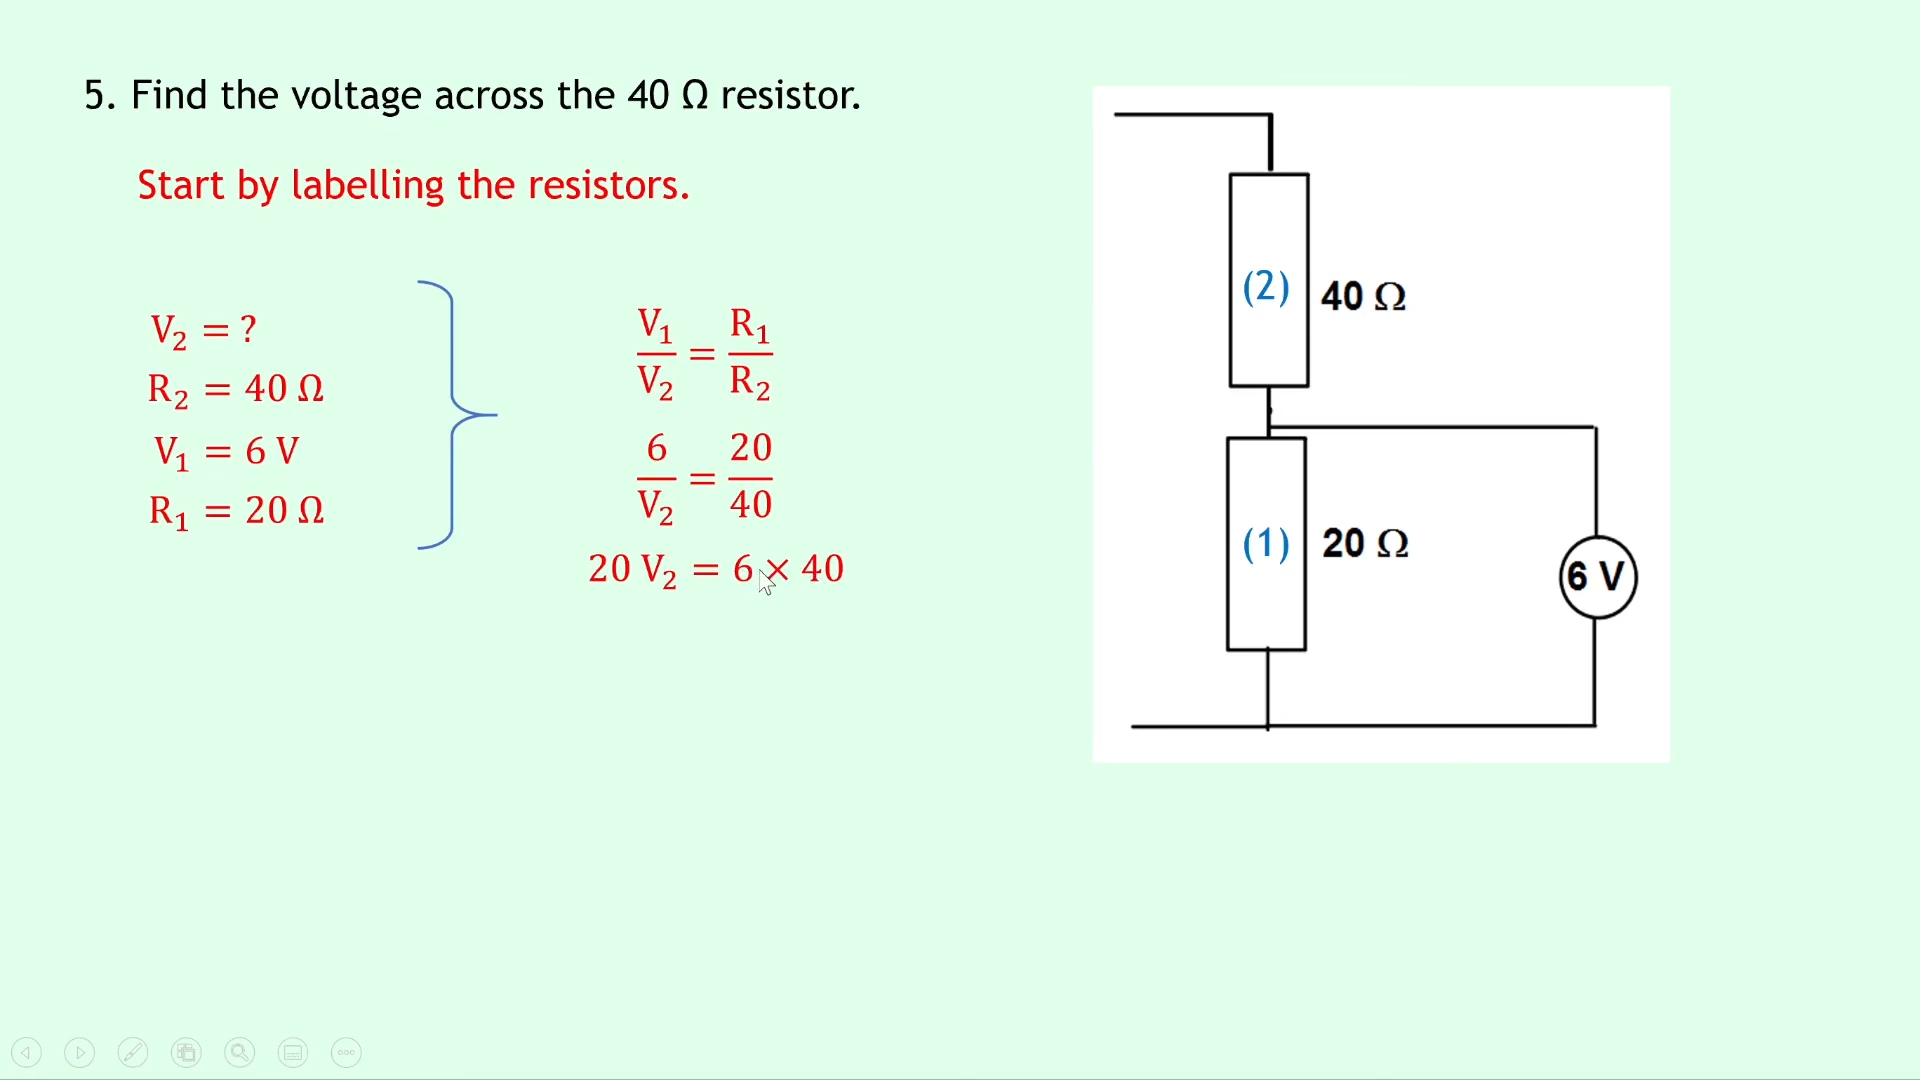 5. Find the voltage across the 40 Ω resistor.
Start by labelling the resistors.
V₂ = ?
R₂ = 40 Ω
V₁ = 6 V
R₁ = 20 Ω
V₁/V₂ = R₁/R₂
6/V₂ = 20/40
20 V₂ = 6 × 40
(2) 40 Ω
(1) 20 Ω
6 V